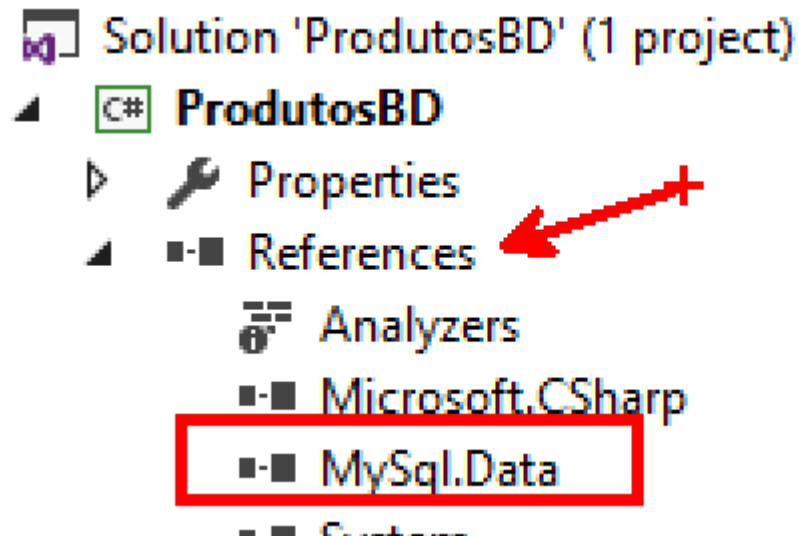 Solution 'ProdutosBD' (1 project)
C# ProdutosBD
Properties
References
Analyzers
Microsoft.CSharp
MySql.Data